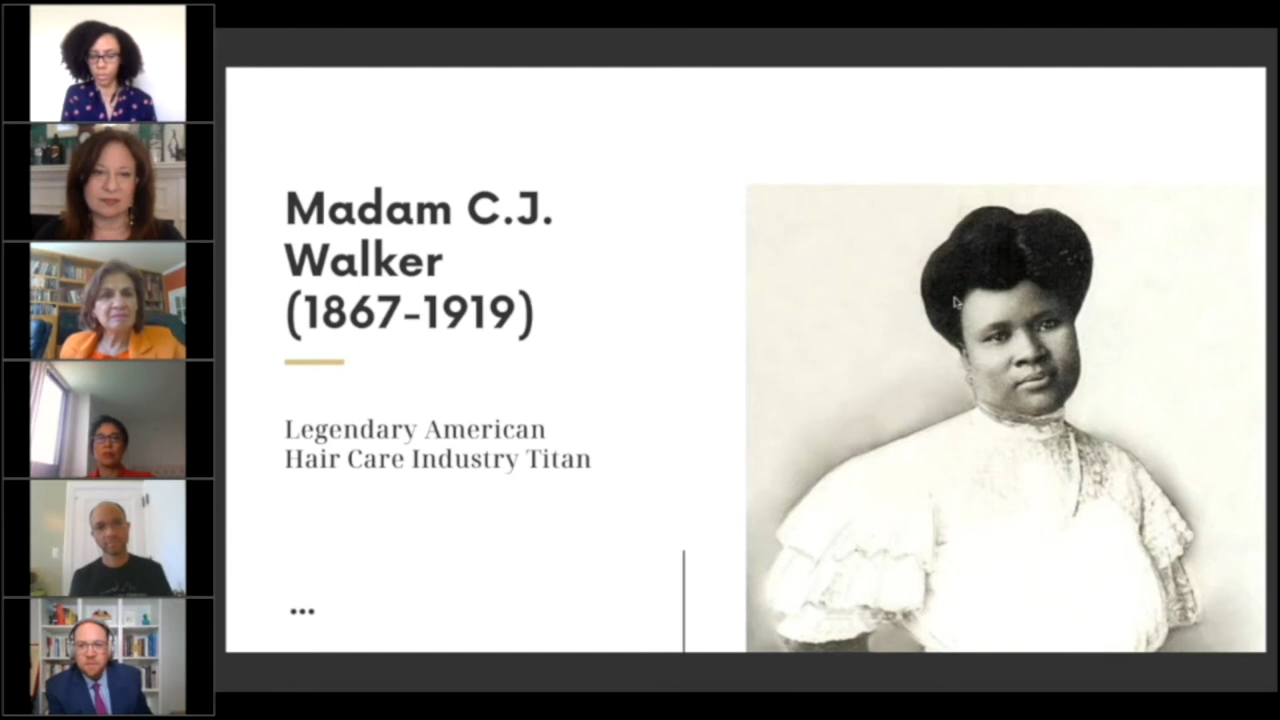 Madam C.J.
Walker
(1867-1919)
Legendary American
Hair Care Industry Titan
...